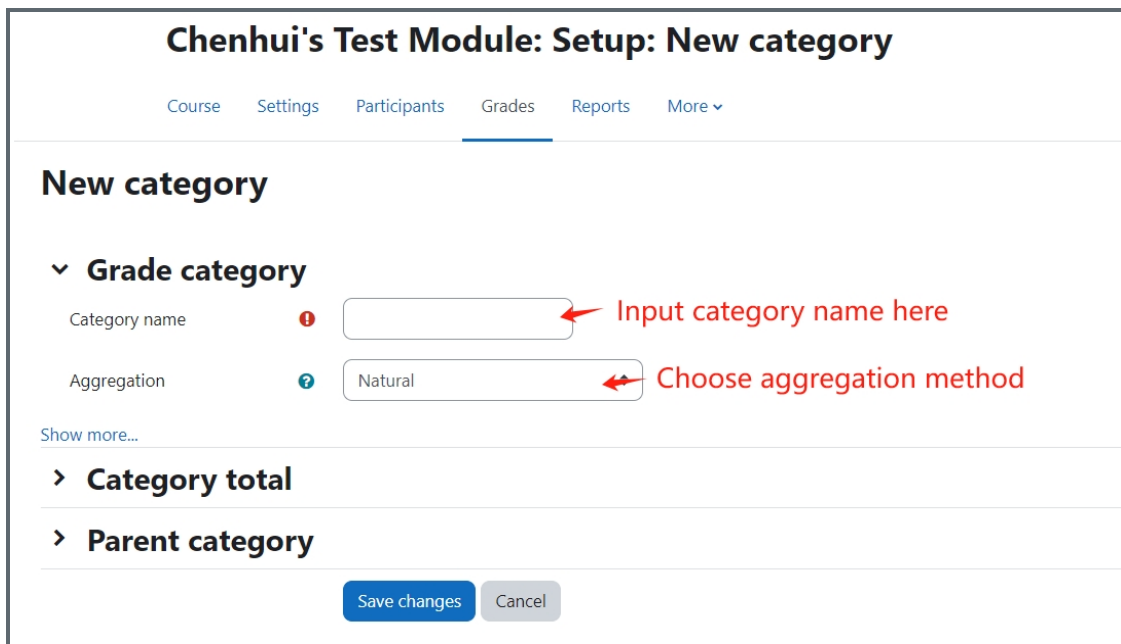 Chenhui's Test Module: Setup: New category
Course Settings Participants Grades Reports More
New category
Grade category
Category name Input category name here
Aggregation Natural Choose aggregation method
Show more...
Category total
Parent category
Save changes Cancel